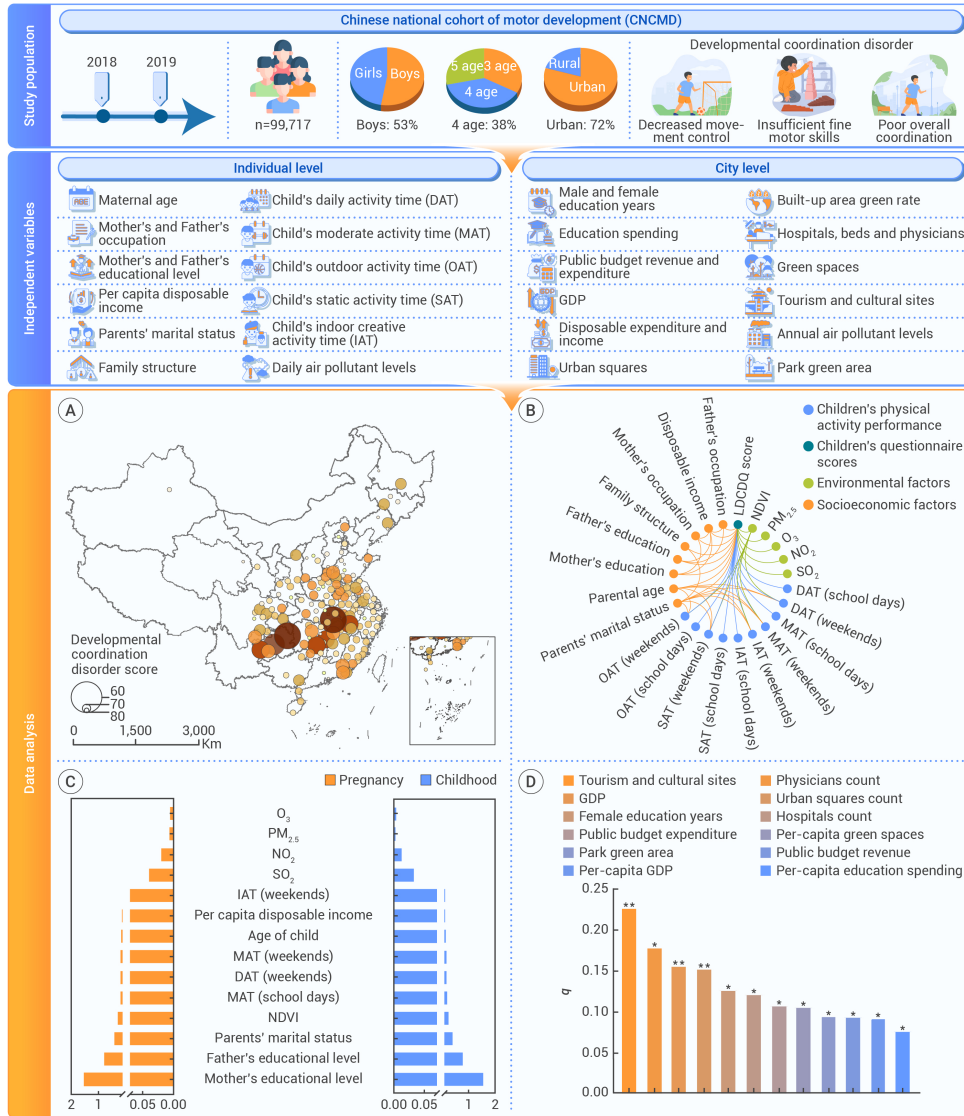 Chinese national cohort of motor development (CNCMD)
Study population
2018
2019
n=99,717
Girls
Boys
Boys: 53%
5 age
3 age
4 age
4 age: 38%
Rural
Urban
Urban: 72%
Developmental coordination disorder
Decreased move-
ment control
Insufficient fine
motor skills
Poor overall
coordination
Independent variables
Individual level
Maternal age
Mother's and Father's
occupation
Mother's and Father's
educational level
Per capita disposable
income
Parents' marital status
Family structure
Child's daily activity time (DAT)
Child's moderate activity time (MAT)
Child's outdoor activity time (OAT)
Child's static activity time (SAT)
Child's indoor creative
activity time (IAT)
Daily air pollutant levels
City level
Male and female
education years
Education spending
Public budget revenue and
expenditure
GDP
Disposable expenditure and
income
Urban squares
Built-up area green rate
Hospitals, beds and physicians
Green spaces
Tourism and cultural sites
Annual air pollutant levels
Park green area
Data analysis
A
Developmental
coordination
disorder score
60
70
80
0 1,500 3,000
Km
B
Children's physical
activity performance
Children's questionnaire
scores
Environmental factors
Socioeconomic factors
LDCDQ score
NDVI
PM2.5
O3
NO2
SO2
DAT (school days)
DAT (weekends)
MAT (school days)
MAT (weekends)
IAT (weekends)
IAT (school days)
SAT (school days)
SAT (weekends)
OAT (school days)
OAT (weekends)
Parents' marital status
Parental age
Mother's education
Father's education
Family structure
Mother's occupation
Disposable income
Father's occupation
C
Pregnancy
Childhood
O3
PM2.5
NO2
SO2
IAT (weekends)
Per capita disposable income
Age of child
MAT (weekends)
DAT (weekends)
MAT (school days)
NDVI
Parents' marital status
Father's educational level
Mother's educational level
2 1 0.05 0.00
0.00 0.05 1 2
D
Tourism and cultural sites
GDP
Female education years
Public budget expenditure
Park green area
Per-capita GDP
Physicians count
Urban squares count
Hospitals count
Per-capita green spaces
Public budget revenue
Per-capita education spending
q
0.25
0.20
0.15
0.10
0.05
0.00
** * ** ** * * * * * * * *